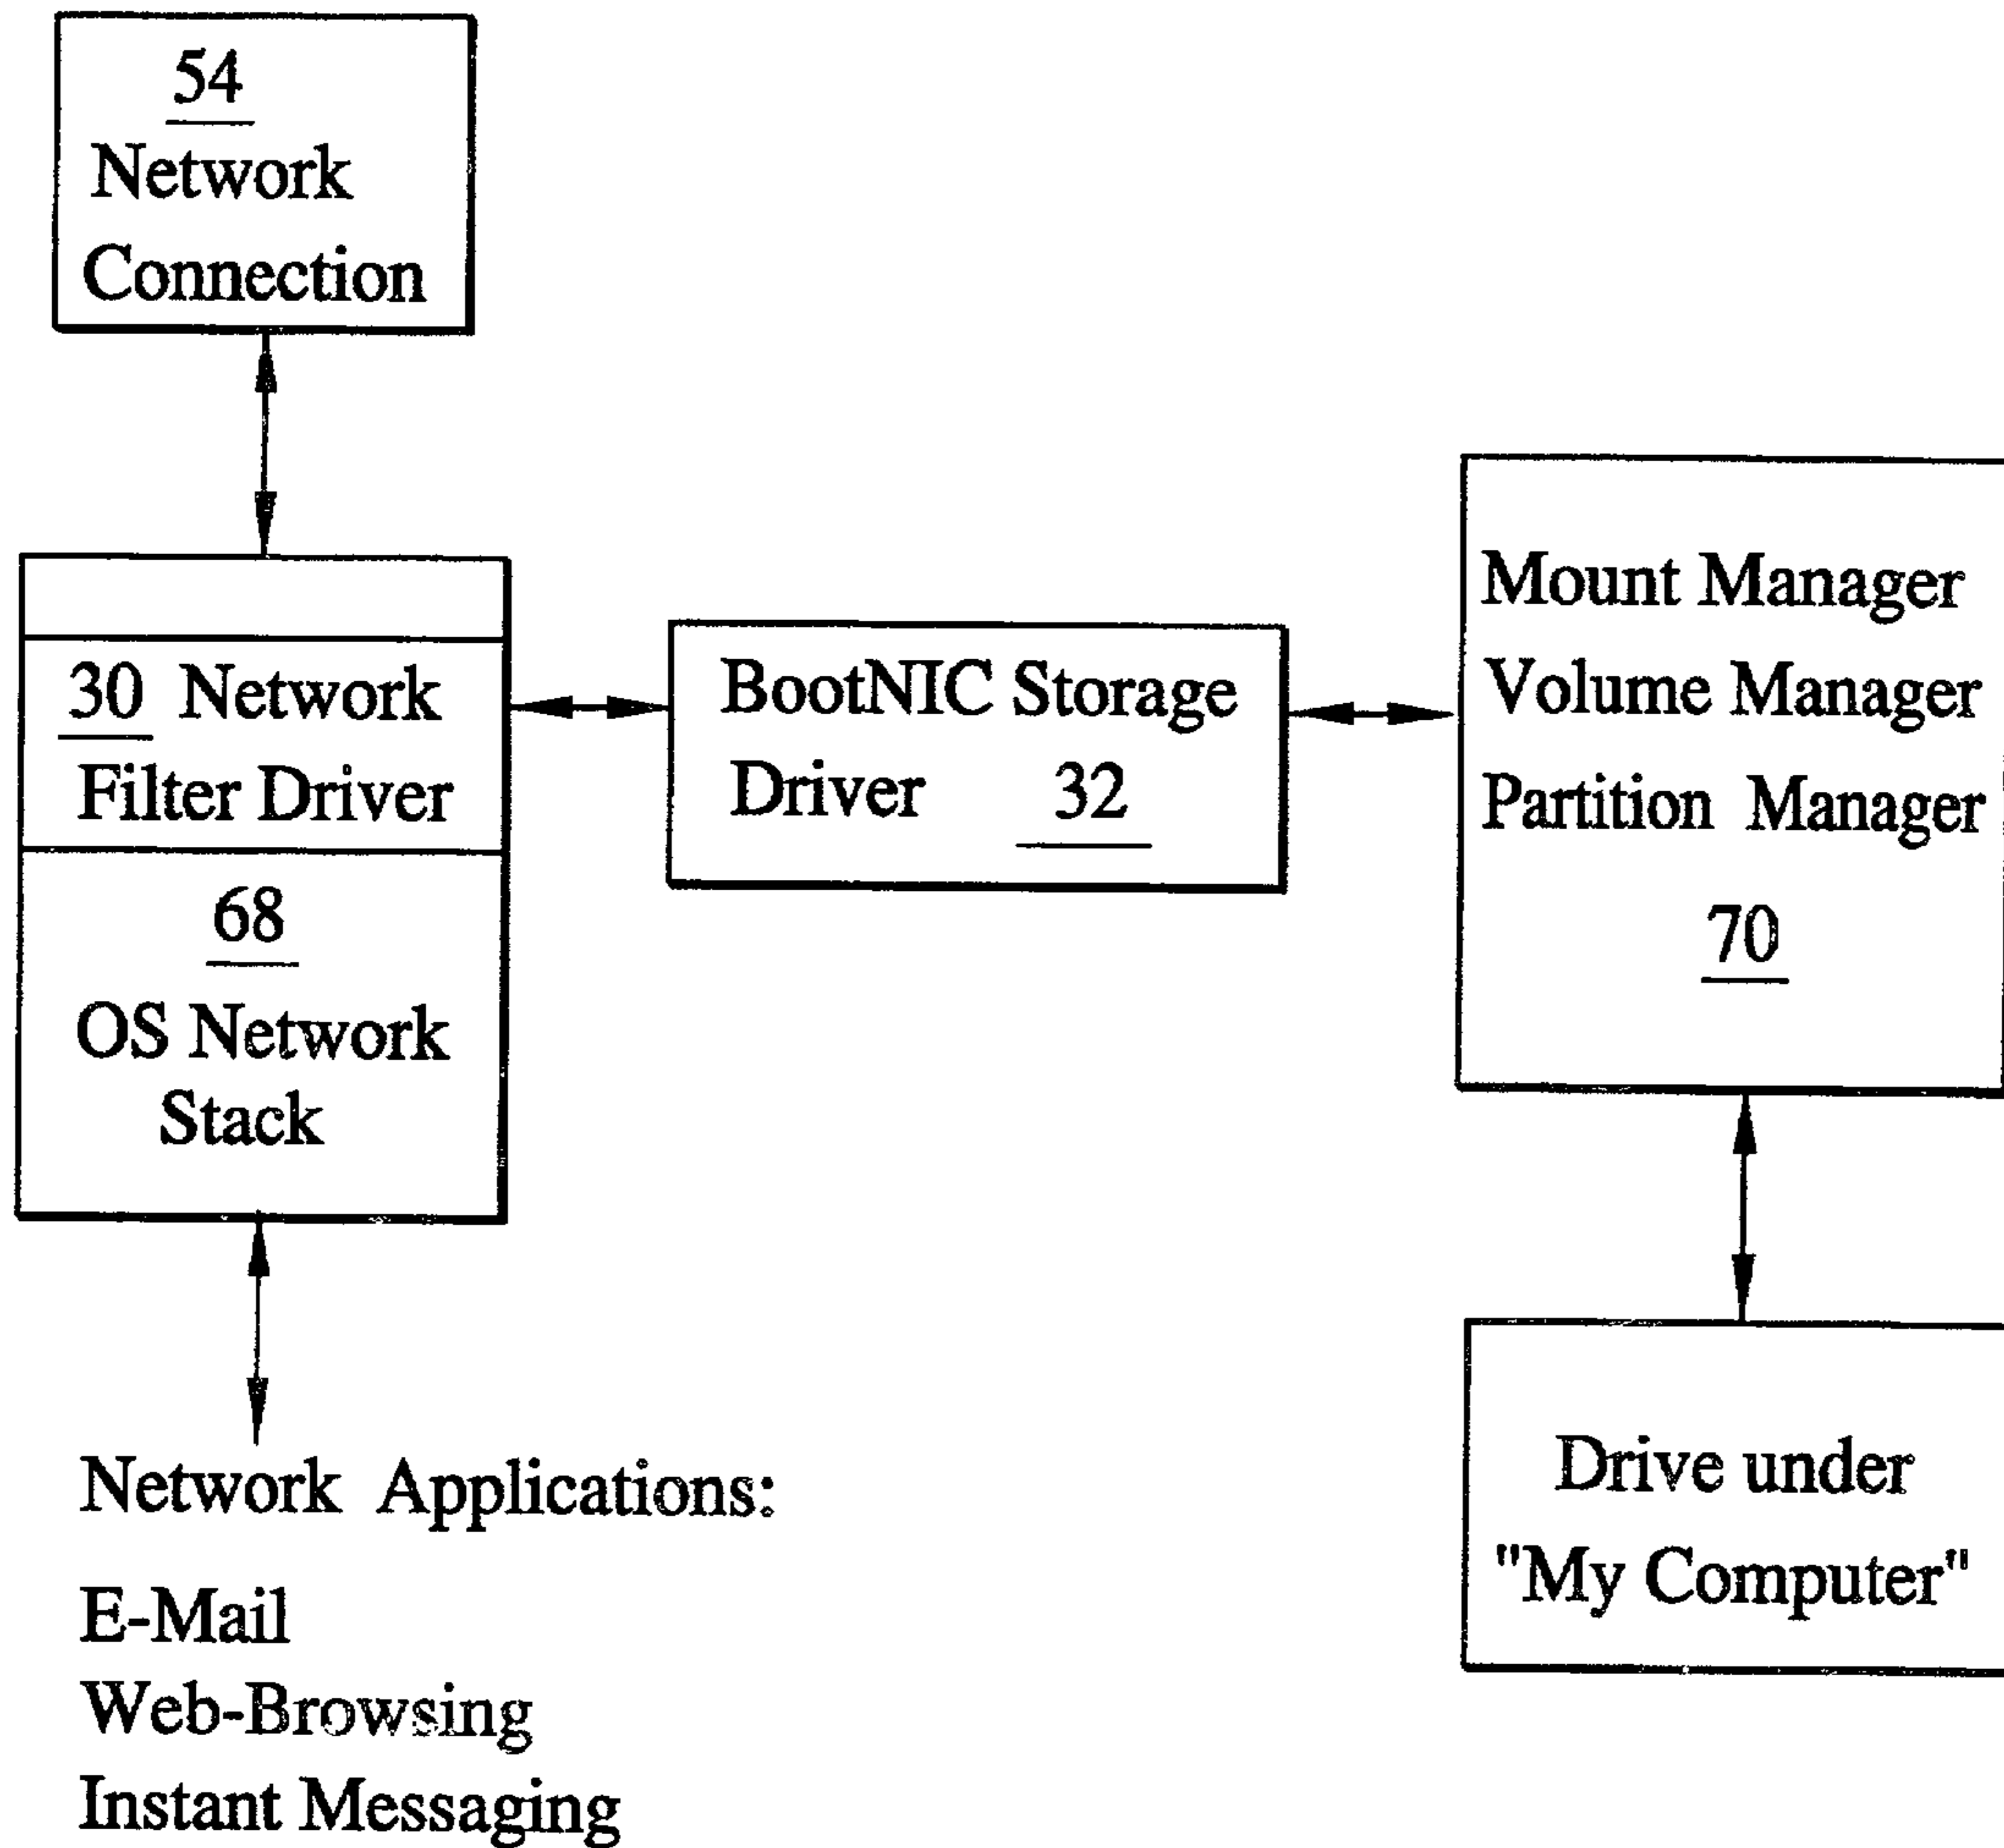 54
Network
Connection
30 Network
Filter Driver
68
OS Network
Stack
BootNIC Storage
Driver 32
Mount Manager
Volume Manager
Partition Manager
70
Drive under
"My Computer"
Network Applications:
E-Mail
Web-Browsing
Instant Messaging